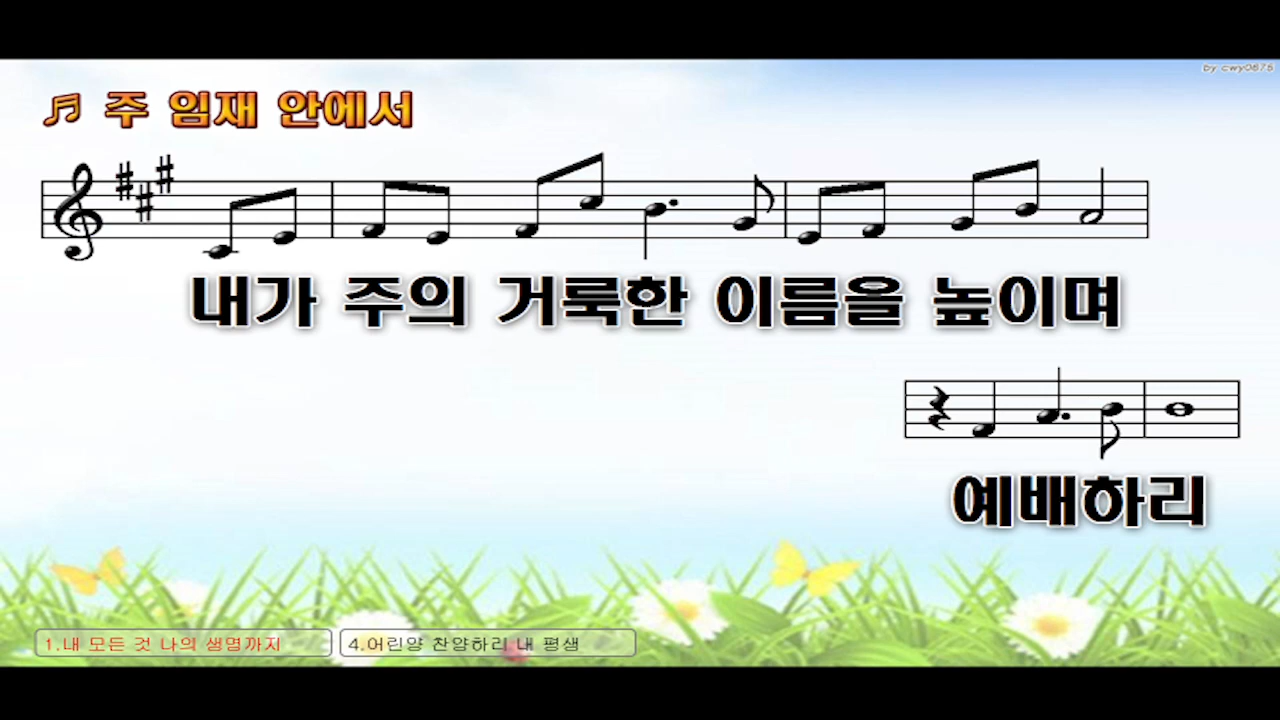 by cwy0675
♬ 주 임재 안에서
내가 주의 거룩한 이름을 높이며
예배하리
1.내 모든 것 나의 생명까지
4.어린양 찬양하리 내 평생